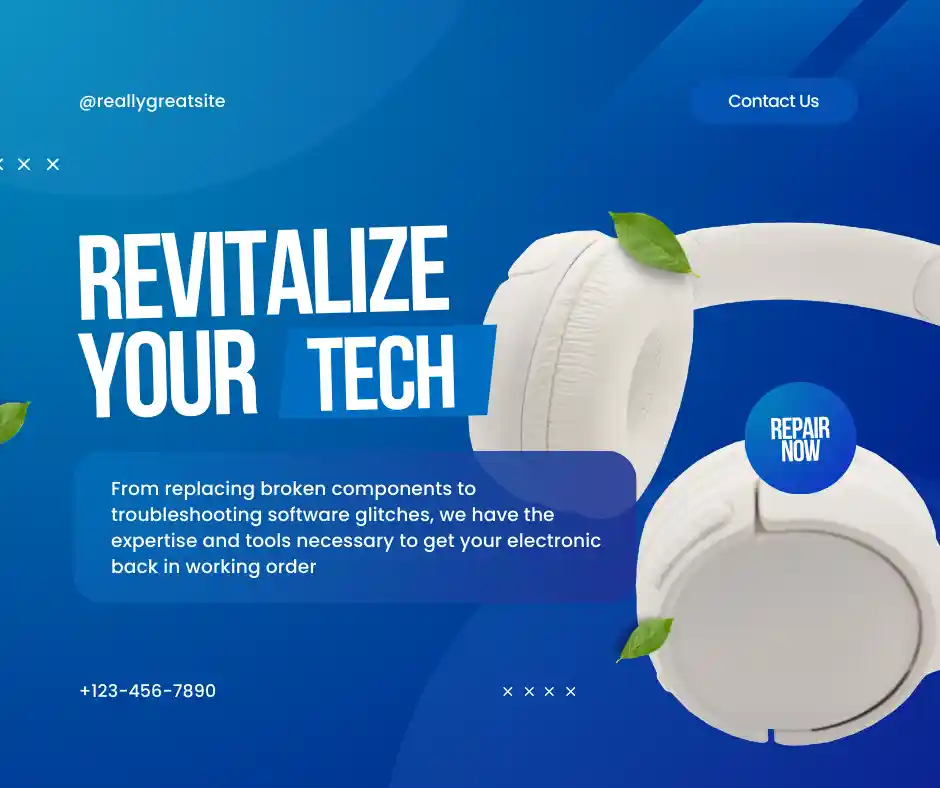 @reallygreatsite
Contact Us
REVITALIZE
YOUR TECH
REPAIR
NOW
From replacing broken components to
troubleshooting software glitches, we have the
expertise and tools necessary to get your electronic
back in working order
+123-456-7890